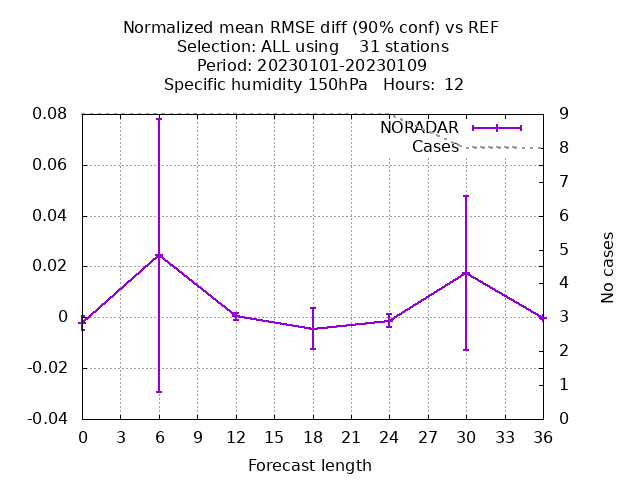 Normalized mean RMSE diff (90% conf) vs REF
Selection: ALL using    31 stations
Period: 20230101-20230109
Specific humidity 150hPa   Hours:  12
0.08
0.06
0.04
0.02
0
-0.02
-0.04
NORADAR
Cases
9
8
7
6
5
4
3
2
1
0
No cases
0 3 6 9 12 15 18 21 24 27 30 33 36
Forecast length